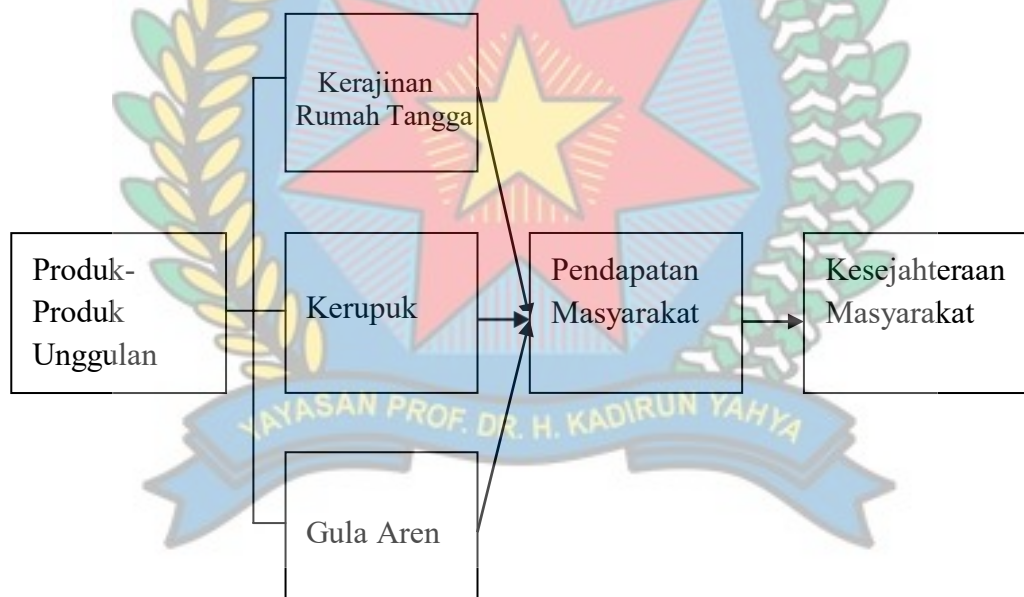 Kerajinan
Rumah Tangga
Produk-
Produk
Unggulan
Kerupuk
Pendapatan
Masyarakat
Kesejahteraan
Masyarakat
YAYASAN PROF. DR. H. KADIRUN YAHYA
Gula Aren